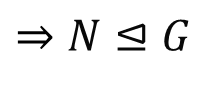 ⇒ 𝑁 ⊴ 𝐺